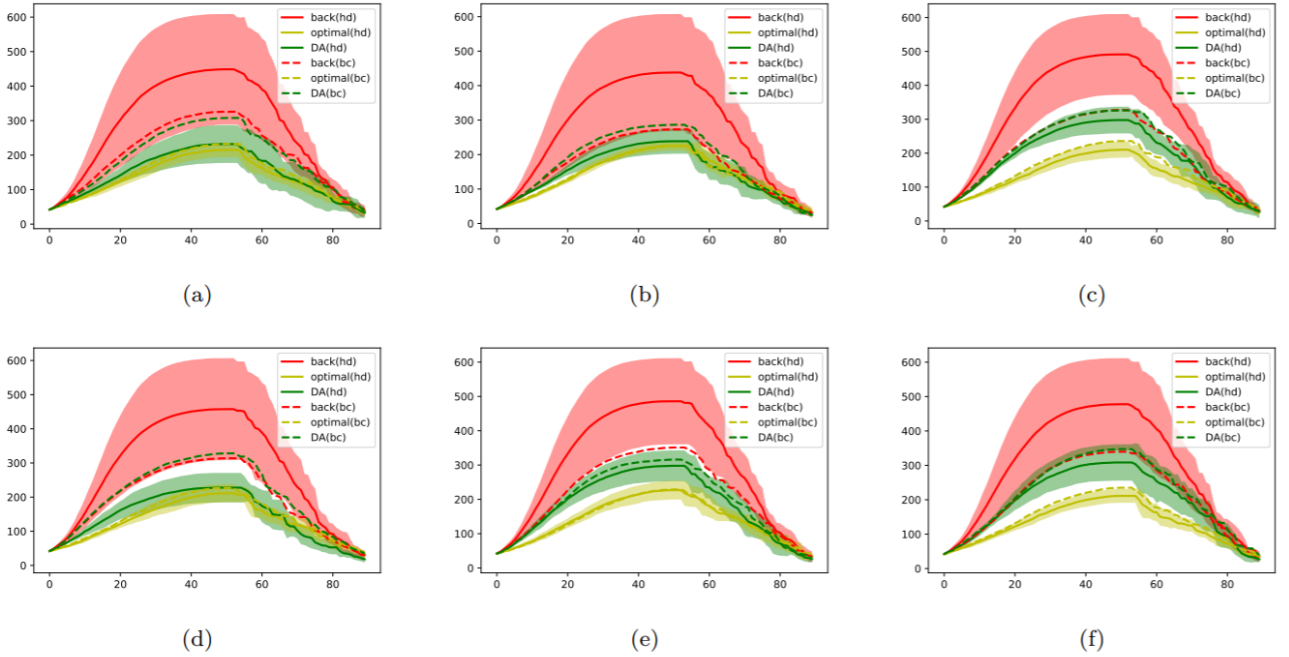 600
500
400
300
200
100
0
0 20 40 60 80
back(hd)
optimal(hd)
DA(hd)
back(bc)
optimal(bc)
DA(bc)
(a)
600
500
400
300
200
100
0
0 20 40 60 80
back(hd)
optimal(hd)
DA(hd)
back(bc)
optimal(bc)
DA(bc)
(b)
600
500
400
300
200
100
0
0 20 40 60 80
back(hd)
optimal(hd)
DA(hd)
back(bc)
optimal(bc)
DA(bc)
(c)
600
500
400
300
200
100
0
0 20 40 60 80
back(hd)
optimal(hd)
DA(hd)
back(bc)
optimal(bc)
DA(bc)
(d)
600
500
400
300
200
100
0
0 20 40 60 80
back(hd)
optimal(hd)
DA(hd)
back(bc)
optimal(bc)
DA(bc)
(e)
600
500
400
300
200
100
0
0 20 40 60 80
back(hd)
optimal(hd)
DA(hd)
back(bc)
optimal(bc)
DA(bc)
(f)